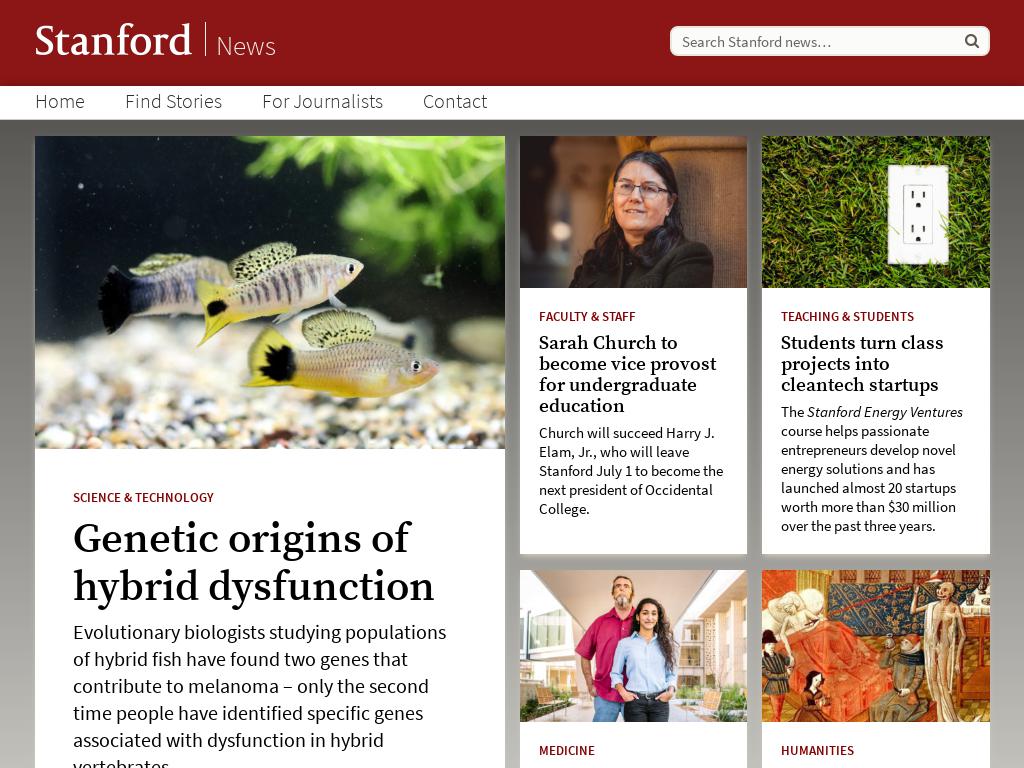 Stanford | News
Search Stanford news...
Home
Find Stories
For Journalists
Contact
SCIENCE & TECHNOLOGY
Genetic origins of
hybrid dysfunction
Evolutionary biologists studying populations
of hybrid fish have found two genes that
contribute to melanoma – only the second
time people have identified specific genes
associated with dysfunction in hybrid
vertebrates.
FACULTY & STAFF
Sarah Church to
become vice provost
for undergraduate
education
Church will succeed Harry J.
Elam, Jr., who will leave
Stanford July 1 to become the
next president of Occidental
College.
TEACHING & STUDENTS
Students turn class
projects into
cleantech startups
The Stanford Energy Ventures
course helps passionate
entrepreneurs develop novel
energy solutions and has
launched almost 20 startups
worth more than $30 million
over the past three years.
MEDICINE
HUMANITIES